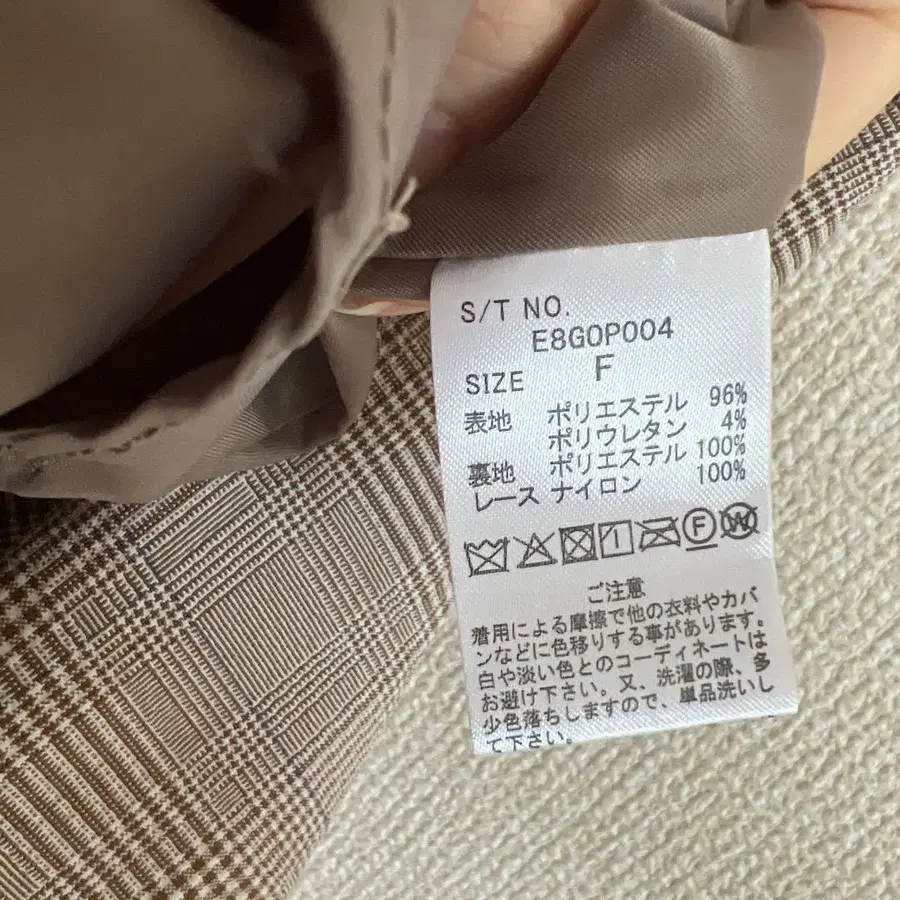 S/T NO.
E8G0P004
SIZE F
表地 ポリエステル 96%
ポリウレタン 4%
裏地 ポリエステル 100%
レース ナイロン 100%
F W
ご注意
着用による摩擦で他の衣料やカバ
ンなどに色移りする事があります。
白や淡い色とのコーディネートは
お避け下さい。又、洗濯の際、多
少色落ちしますので、単品洗いし
て下さい。